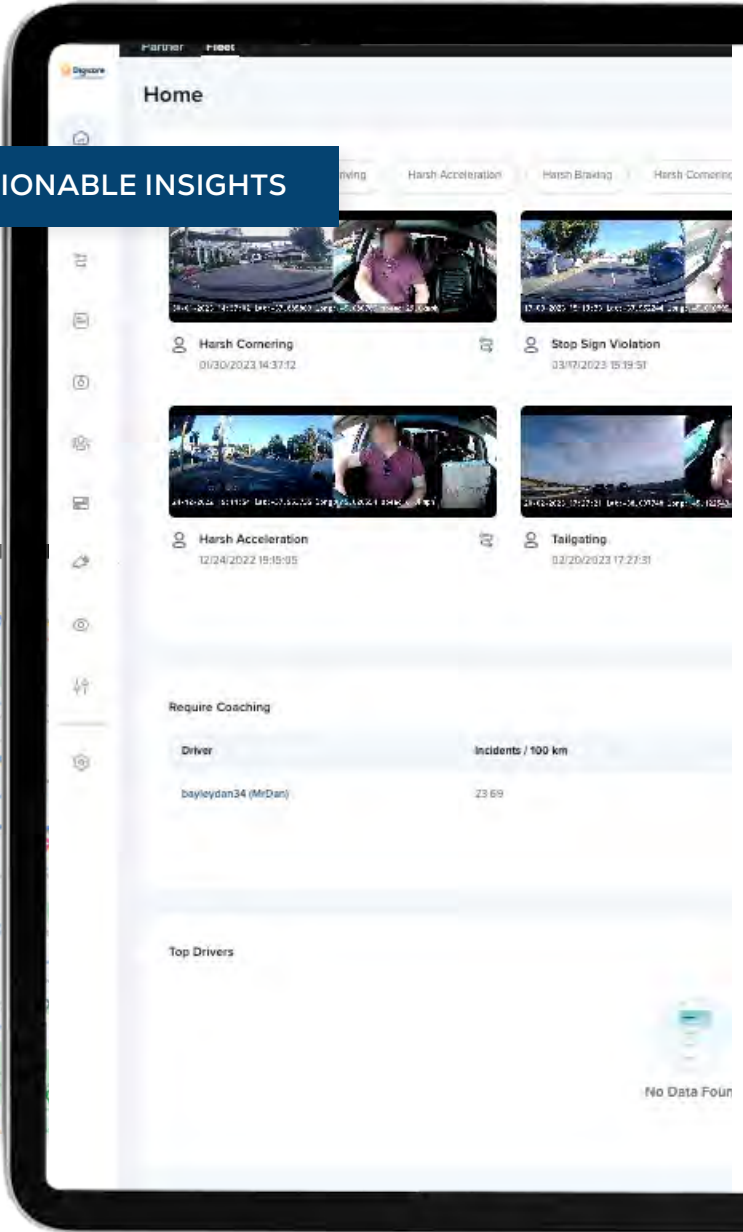 Partner Fleet
Digicore
Home
IONABLE INSIGHTS
iving Harsh Acceleration Harsh Braking Harsh Cornering
Harsh Cornering
01/30/2023 14:37:12
Stop Sign Violation
03/17/2023 15:19:51
Harsh Acceleration
12/24/2022 19:15:05
Tailgating
02/20/2023 17:27:31
Require Coaching
Driver Incidents / 100 km
bayleydan34 (MrDan) 23.69
Top Drivers
No Data Foun